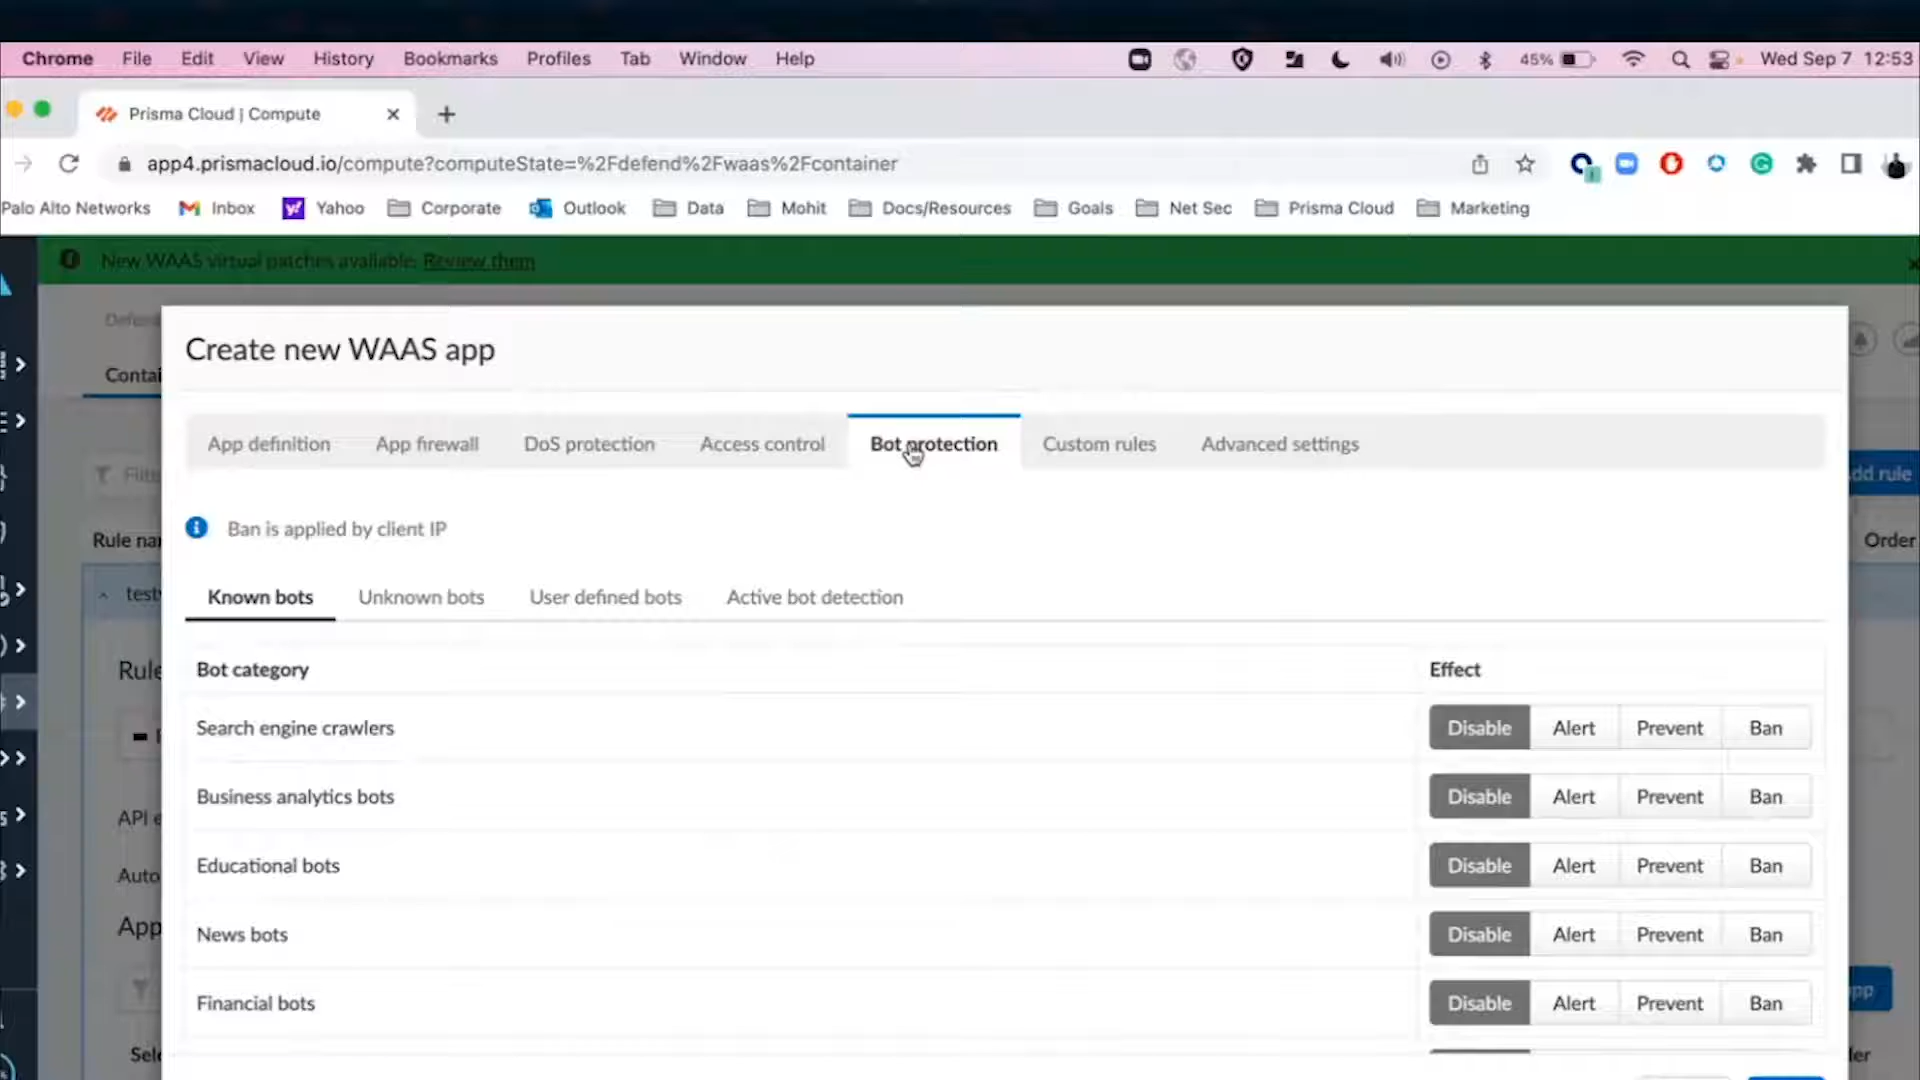 Chrome File Edit View History Bookmarks Profiles Tab Window Help 45% Wed Sep 7 12:53
Prisma Cloud | Compute
app4.prismacloud.io/compute?computeState=%2Fdefend%2Fwaas%2Fcontainer
Palo Alto Networks Inbox Yahoo Corporate Outlook Data Mohit Docs/Resources Goals Net Sec Prisma Cloud Marketing
New WAAS virtual patches available. Review them
Create new WAAS app
App definition App firewall DoS protection Access control Bot protection Custom rules Advanced settings
dd rule
Ban is applied by client IP
Rule na Order
Known bots Unknown bots User defined bots Active bot detection
Rule
Bot category Effect
Search engine crawlers Disable Alert Prevent Ban
Business analytics bots Disable Alert Prevent Ban
API e
Educational bots Disable Alert Prevent Ban
Auto
App
News bots Disable Alert Prevent Ban
Financial bots Disable Alert Prevent Ban